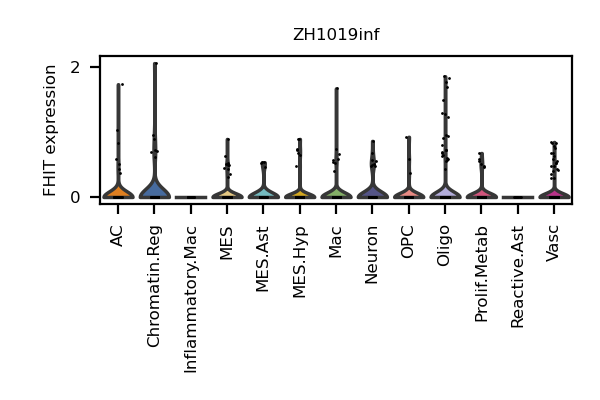 ZH1019inf
FHIT expression
2
0
AC
Chromatin.Reg
Inflammatory.Mac
MES
MES.Ast
MES.Hyp
Mac
Neuron
OPC
Oligo
Prolif.Metab
Reactive.Ast
Vasc